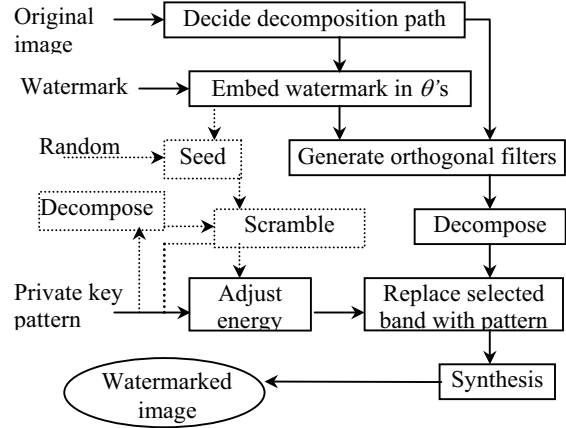 Original
image
Decide decomposition path
Watermark
Embed watermark in θ's
Random
Seed
Generate orthogonal filters
Decompose
Scramble
Decompose
Private key
pattern
Adjust
energy
Replace selected
band with pattern
Watermarked
image
Synthesis